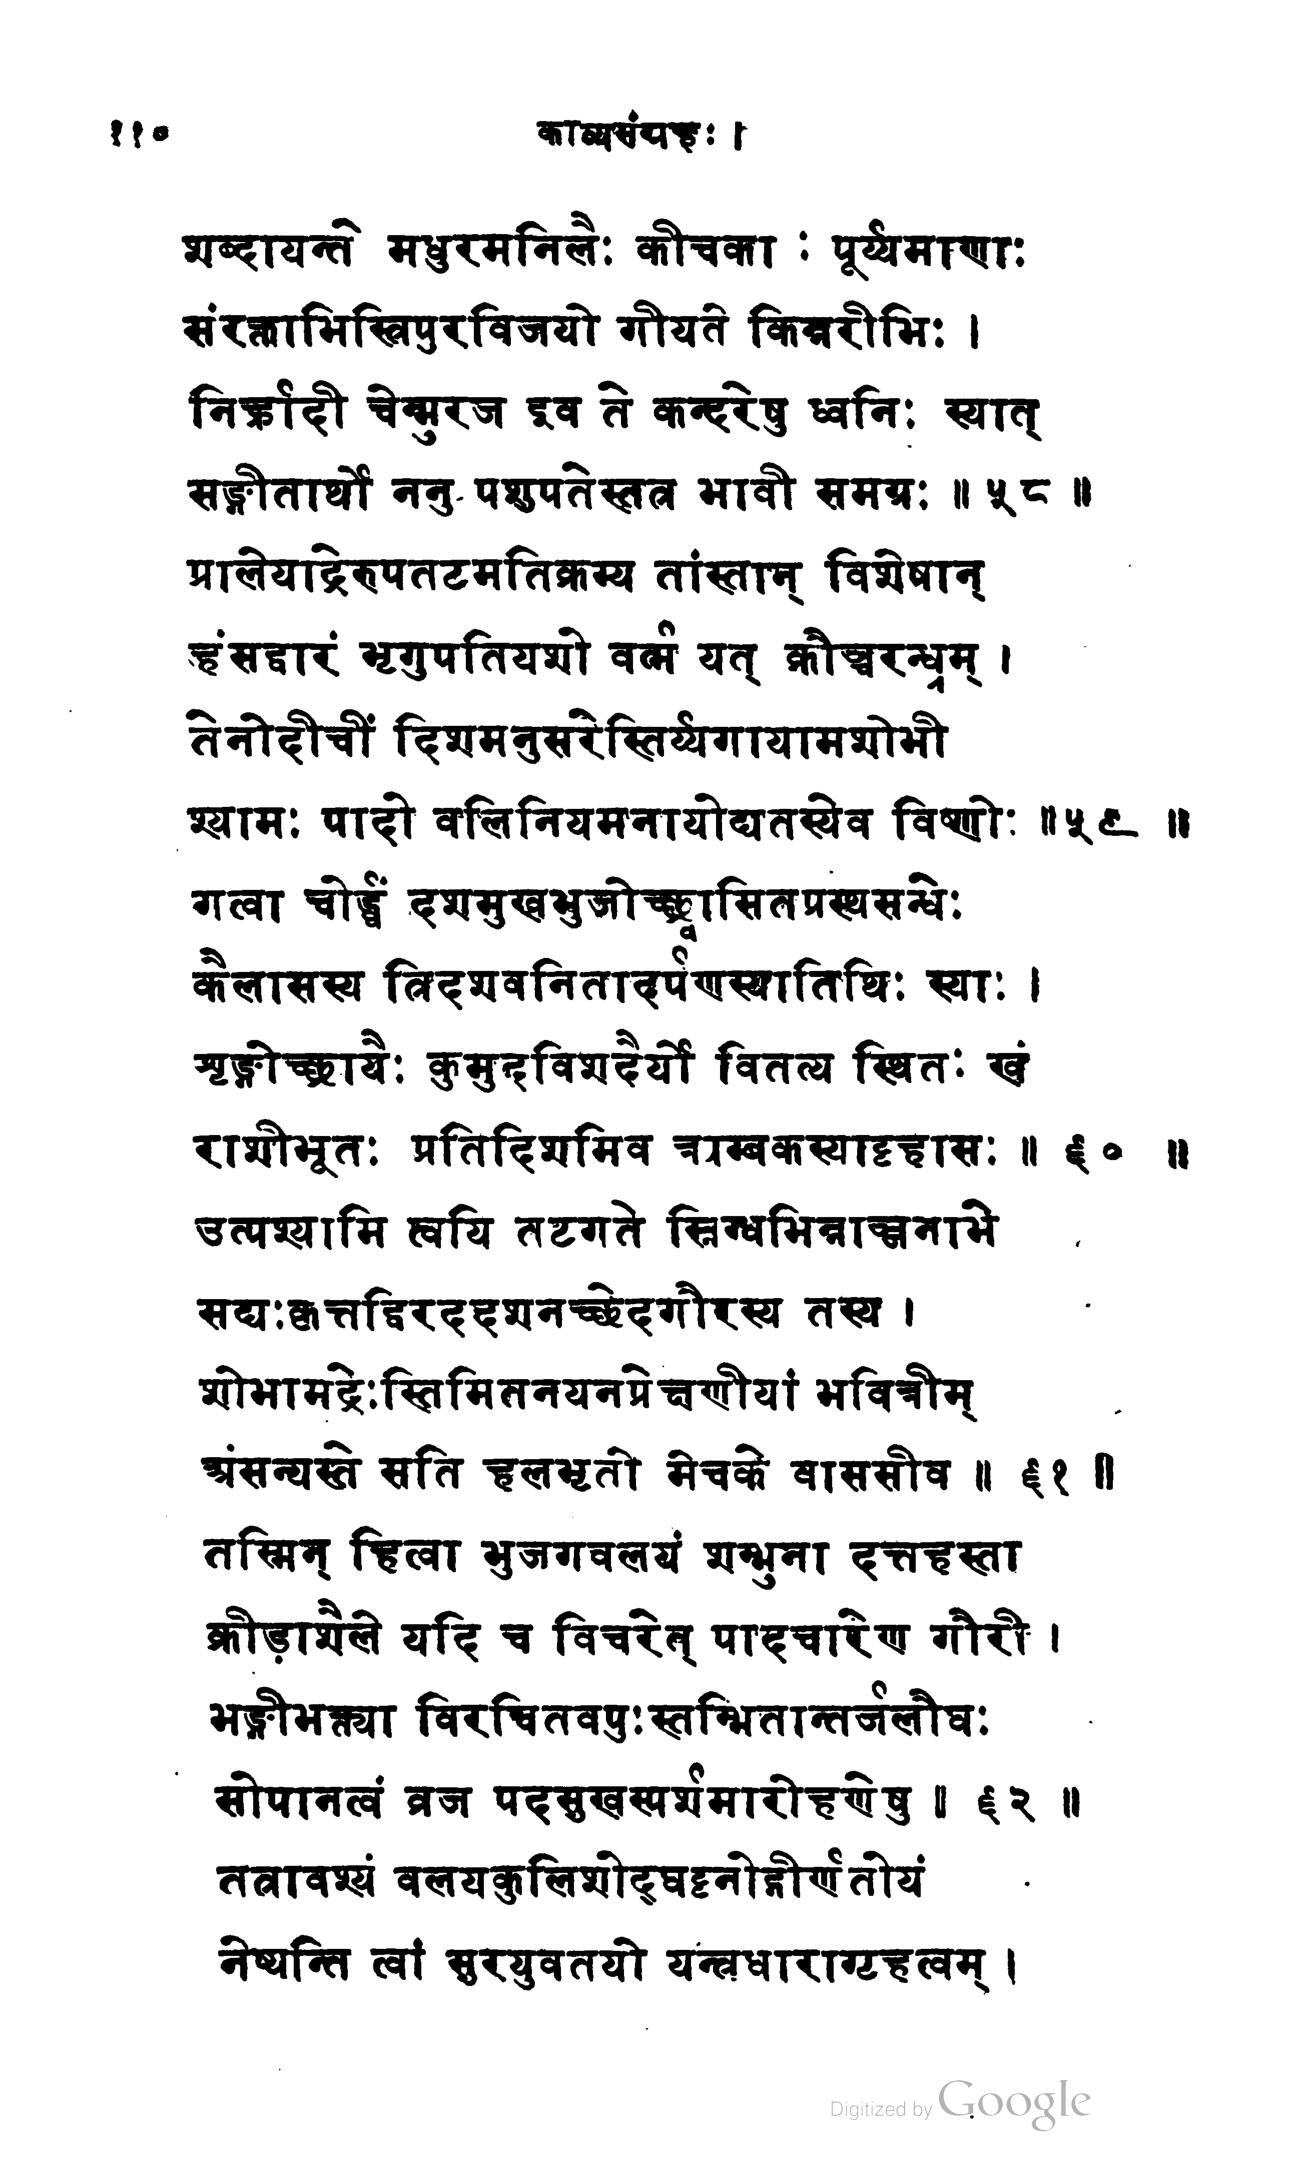 ११०
काव्यसंग्रहः ।
शब्दायन्ते मधुरमनिलैः कीचकाः पूर्य्यमाणाः
संरक्ताभिस्त्रिपुरविजयो गीयते किन्नरीभिः ।
निर्ह्रादी चेन्मुरज इव ते कन्दरेषु ध्वनिः स्यात्
सङ्गीतार्थो ननु पशुपतेस्तत्र भावी समग्रः ॥ ५८ ॥
प्रालेयाद्रेरुपतटमतिक्रम्य तांस्तान् विशेषान्
हंसद्वारं भृगुपतियशो वर्त्म यत् क्रौञ्चरन्ध्रम् ।
तेनोदीचीं दिशमनुसरेस्तिर्य्यगायामशोभी
श्यामः पादो वलिनियमनायोद्यतस्येव विष्णोः ॥५९ ॥
गत्वा चोर्द्ध्वं दशमुखभुजोच्छ्वासितप्रस्थसन्धेः
कैलासस्य त्रिदशवनितादर्पणस्यातिथिः स्याः ।
शृङ्गोच्छ्रायैः कुमुदविशदैर्यो वितत्य स्थितः खं
राशीभूतः प्रतिदिशमिव त्र्यम्बकस्याट्टहासः ॥ ६० ॥
उत्पश्यामि त्वयि तटगते स्निग्धभिन्नाञ्जनाभे
सद्यःकृत्तद्विरददशनच्छेदगौरस्य तस्य ।
शोभामद्रेःस्तिमितनयनप्रेक्षणीयां भवित्रीम्
अंसन्यस्ते सति हलभृतो मेचके वाससीव ॥ ६१ ॥
तस्मिन् हित्वा भुजगवलयं शम्भुना दत्तहस्ता
क्रीड़ाशैले यदि च विचरेत् पादचारेण गौरी ।
भङ्गीभक्त्या विरचितवपुःस्तम्भितान्तर्जलौघः
सोपानत्वं व्रज पदसुखस्पर्शमारोहणेषु ॥ ६२ ॥
तत्रावश्यं वलयकुलिशोद्घट्टनोद्गीर्णतोयं
नेष्यन्ति त्वां सुरयुवतयो यन्त्रधारागृहत्वम् ।
Digitized by Google